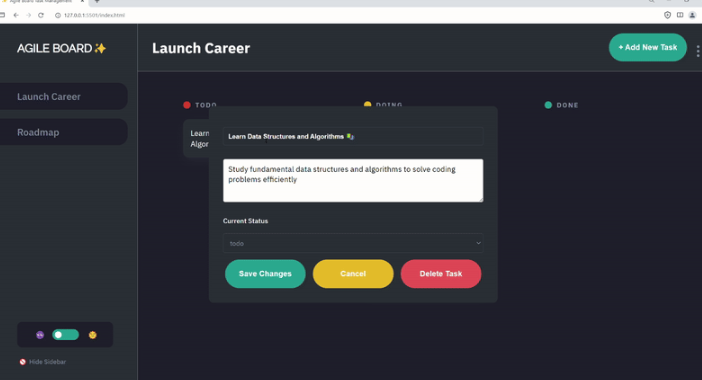 Agile Board Task Management
127.0.0.1:5501/index.html
AGILE BOARD✨
Launch Career
+ Add New Task
Launch Career
Roadmap
TODO
DOING
DONE
Learn
Algor
Learn Data Structures and Algorithms
Study fundamental data structures and algorithms to solve coding
problems efficiently
Current Status
todo
Save Changes
Cancel
Delete Task
Hide Sidebar